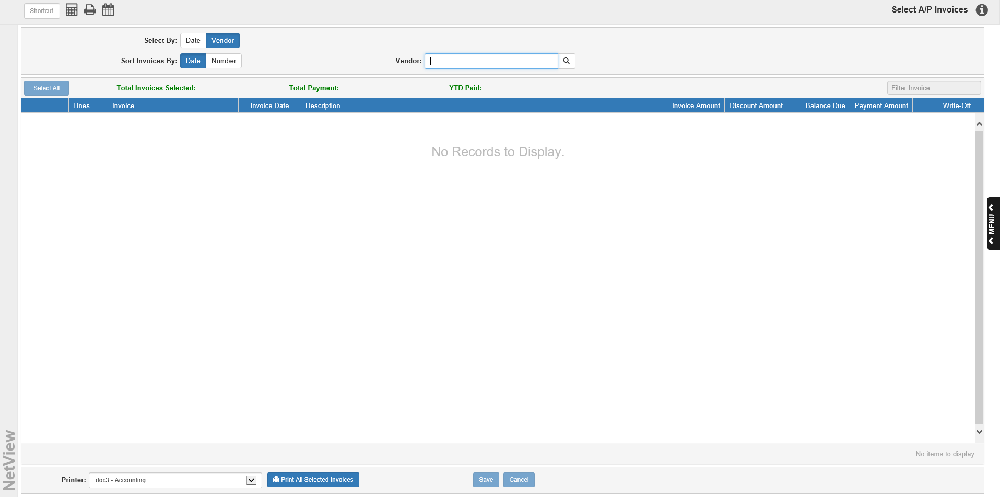 Shortcut
Select A/P Invoices
Select By: Date Vendor
Sort Invoices By: Date Number
Vendor:
Select All
Total Invoices Selected:
Total Payment:
YTD Paid:
Filter Invoice
Lines Invoice Invoice Date Description Invoice Amount Discount Amount Balance Due Payment Amount Write-Off
No Records to Display.
MENU
No items to display
NetView
Printer: doc3 - Accounting
Print All Selected Invoices
Save
Cancel